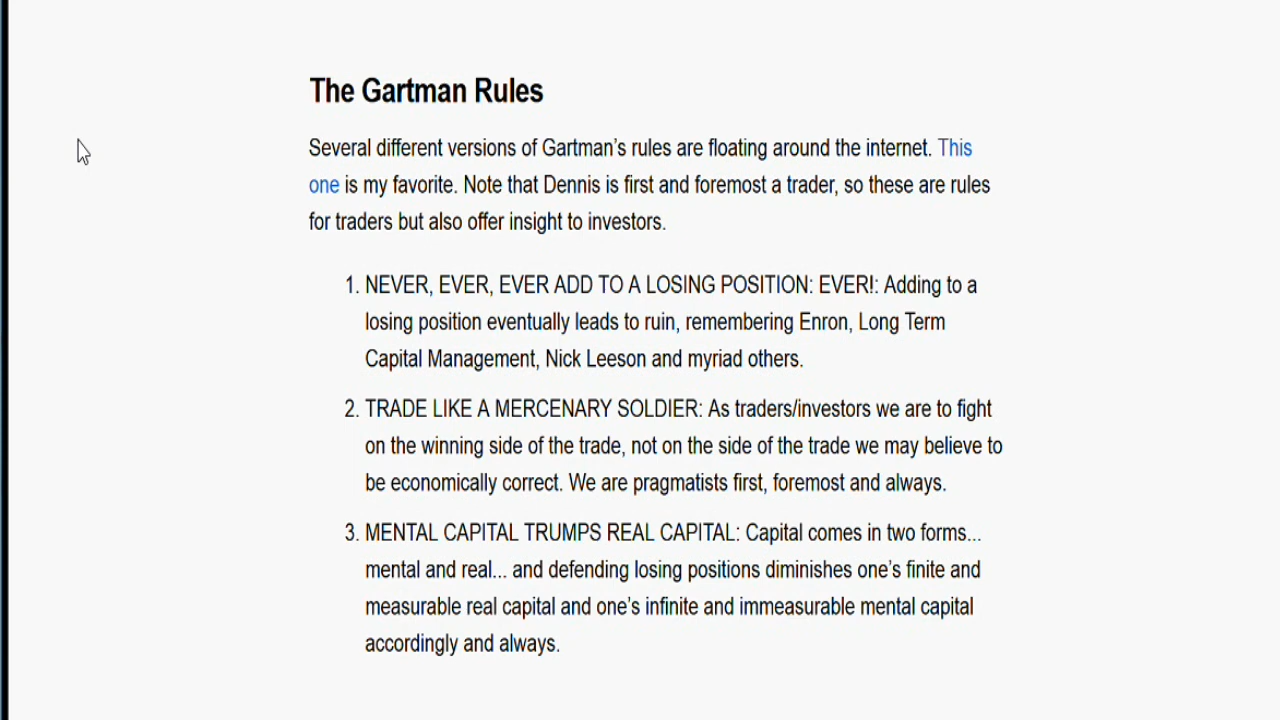 The Gartman Rules
Several different versions of Gartman’s rules are floating around the internet. This
one is my favorite. Note that Dennis is first and foremost a trader, so these are rules
for traders but also offer insight to investors.
1. NEVER, EVER, EVER ADD TO A LOSING POSITION: EVER!: Adding to a
losing position eventually leads to ruin, remembering Enron, Long Term
Capital Management, Nick Leeson and myriad others.
2. TRADE LIKE A MERCENARY SOLDIER: As traders/investors we are to fight
on the winning side of the trade, not on the side of the trade we may believe to
be economically correct. We are pragmatists first, foremost and always.
3. MENTAL CAPITAL TRUMPS REAL CAPITAL: Capital comes in two forms...
mental and real... and defending losing positions diminishes one’s finite and
measurable real capital and one’s infinite and immeasurable mental capital
accordingly and always.